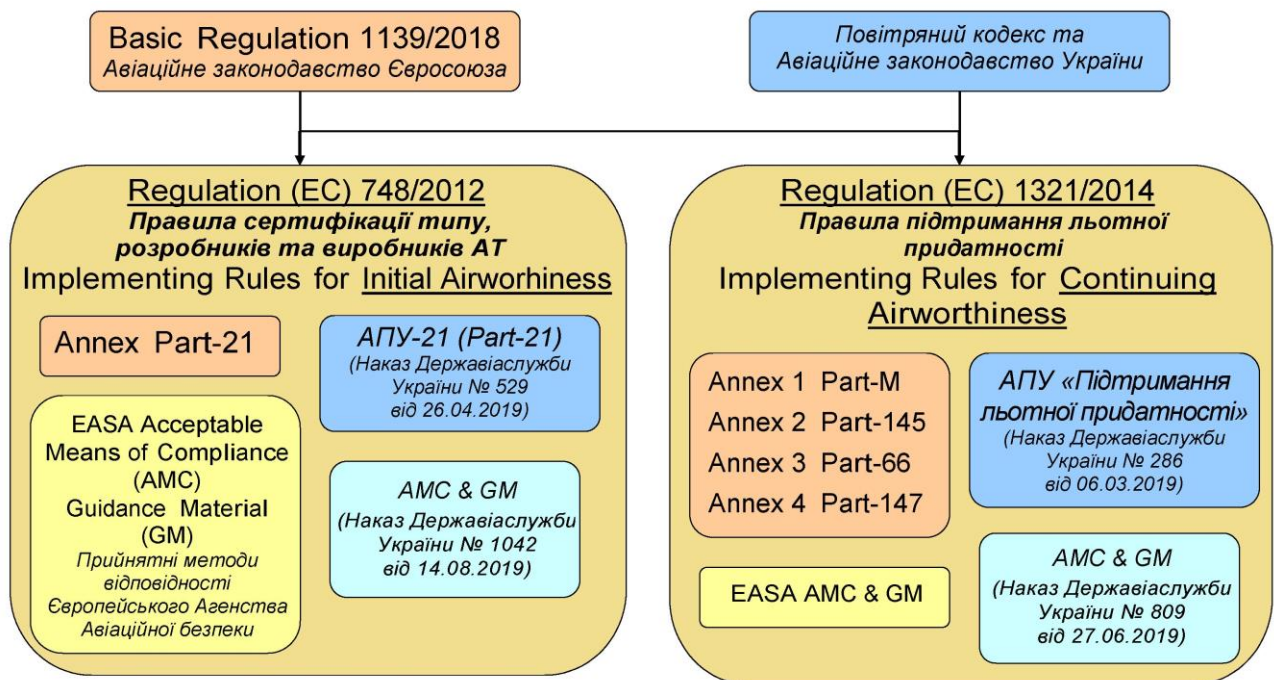 Basic Regulation 1139/2018
Авіаційне законодавство Євросоюза
Повітряний кодекс та
Авіаційне законодавство України
Regulation (EC) 748/2012
Правила сертифікації типу,
розробників та виробників АТ
Implementing Rules for Initial Airworhiness
Annex Part-21
EASA Acceptable
Means of Compliance
(AMC)
Guidance Material
(GM)
Прийнятні методи
відповідності
Європейського Агенства
Авіаційної безпеки
АПУ-21 (Part-21)
(Наказ Державіаслужби
України № 529
від 26.04.2019)
AMC & GM
(Наказ Державіаслужби
України № 1042
від 14.08.2019)
Regulation (EC) 1321/2014
Правила підтримання льотної
придатності
Implementing Rules for Continuing
Airworthiness
Annex 1 Part-M
Annex 2 Part-145
Annex 3 Part-66
Annex 4 Part-147
EASA AMC & GM
АПУ «Підтримання
льотної придатності»
(Наказ Державіаслужби
України № 286
від 06.03.2019)
AMC & GM
(Наказ Державіаслужби
України № 809
від 27.06.2019)